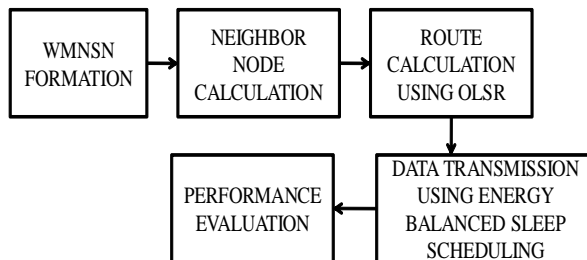 WMNSN
FORMATION
NEIGHBOR
NODE
CALCULATION
ROUTE
CALCULATION
USING OLSR
DATA TRANSMISSION
USING ENERGY
BALANCED SLEEP
SCHEDULING
PERFORMANCE
EVALUATION